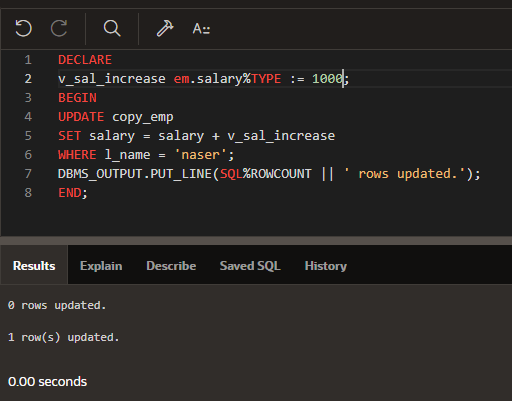 A::
1 DECLARE
2 v_sal_increase em.salary%TYPE := 1000;
3 BEGIN
4 UPDATE copy_emp
5 SET salary = salary + v_sal_increase
6 WHERE l_name = 'naser';
7 DBMS_OUTPUT.PUT_LINE(SQL%ROWCOUNT || ' rows updated.');
8 END;
Results Explain Describe Saved SQL History
0 rows updated.
1 row(s) updated.
0.00 seconds